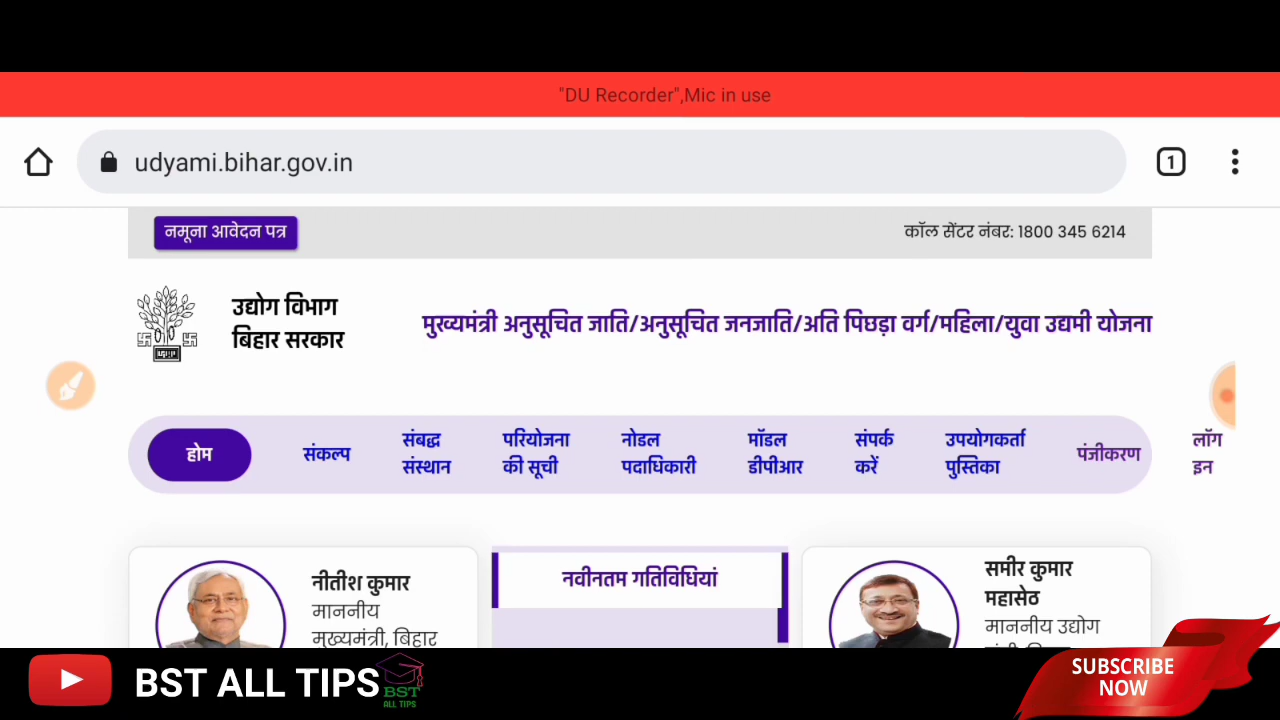 "DU Recorder",Mic in use
udyami.bihar.gov.in
1
नमूना आवेदन पत्र
कॉल सेंटर नंबर: 1800 345 6214
उद्योग विभाग
बिहार सरकार
मुख्यमंत्री अनुसूचित जाति/अनुसूचित जनजाति/अति पिछड़ा वर्ग/महिला/युवा उद्यमी योजना
होम
संकल्प
संबद्ध
संस्थान
परियोजना
की सूची
नोडल
पदाधिकारी
मॉडल
डीपीआर
संपर्क
करें
उपयोगकर्ता
पुस्तिका
पंजीकरण
लॉग
इन
नीतीश कुमार
माननीय
मुख्यमंत्री, बिहार
नवीनतम गतिविधियां
समीर कुमार
महासेठ
माननीय उद्योग
BST ALL TIPS
BST
ALL TIPS
SUBSCRIBE
NOW